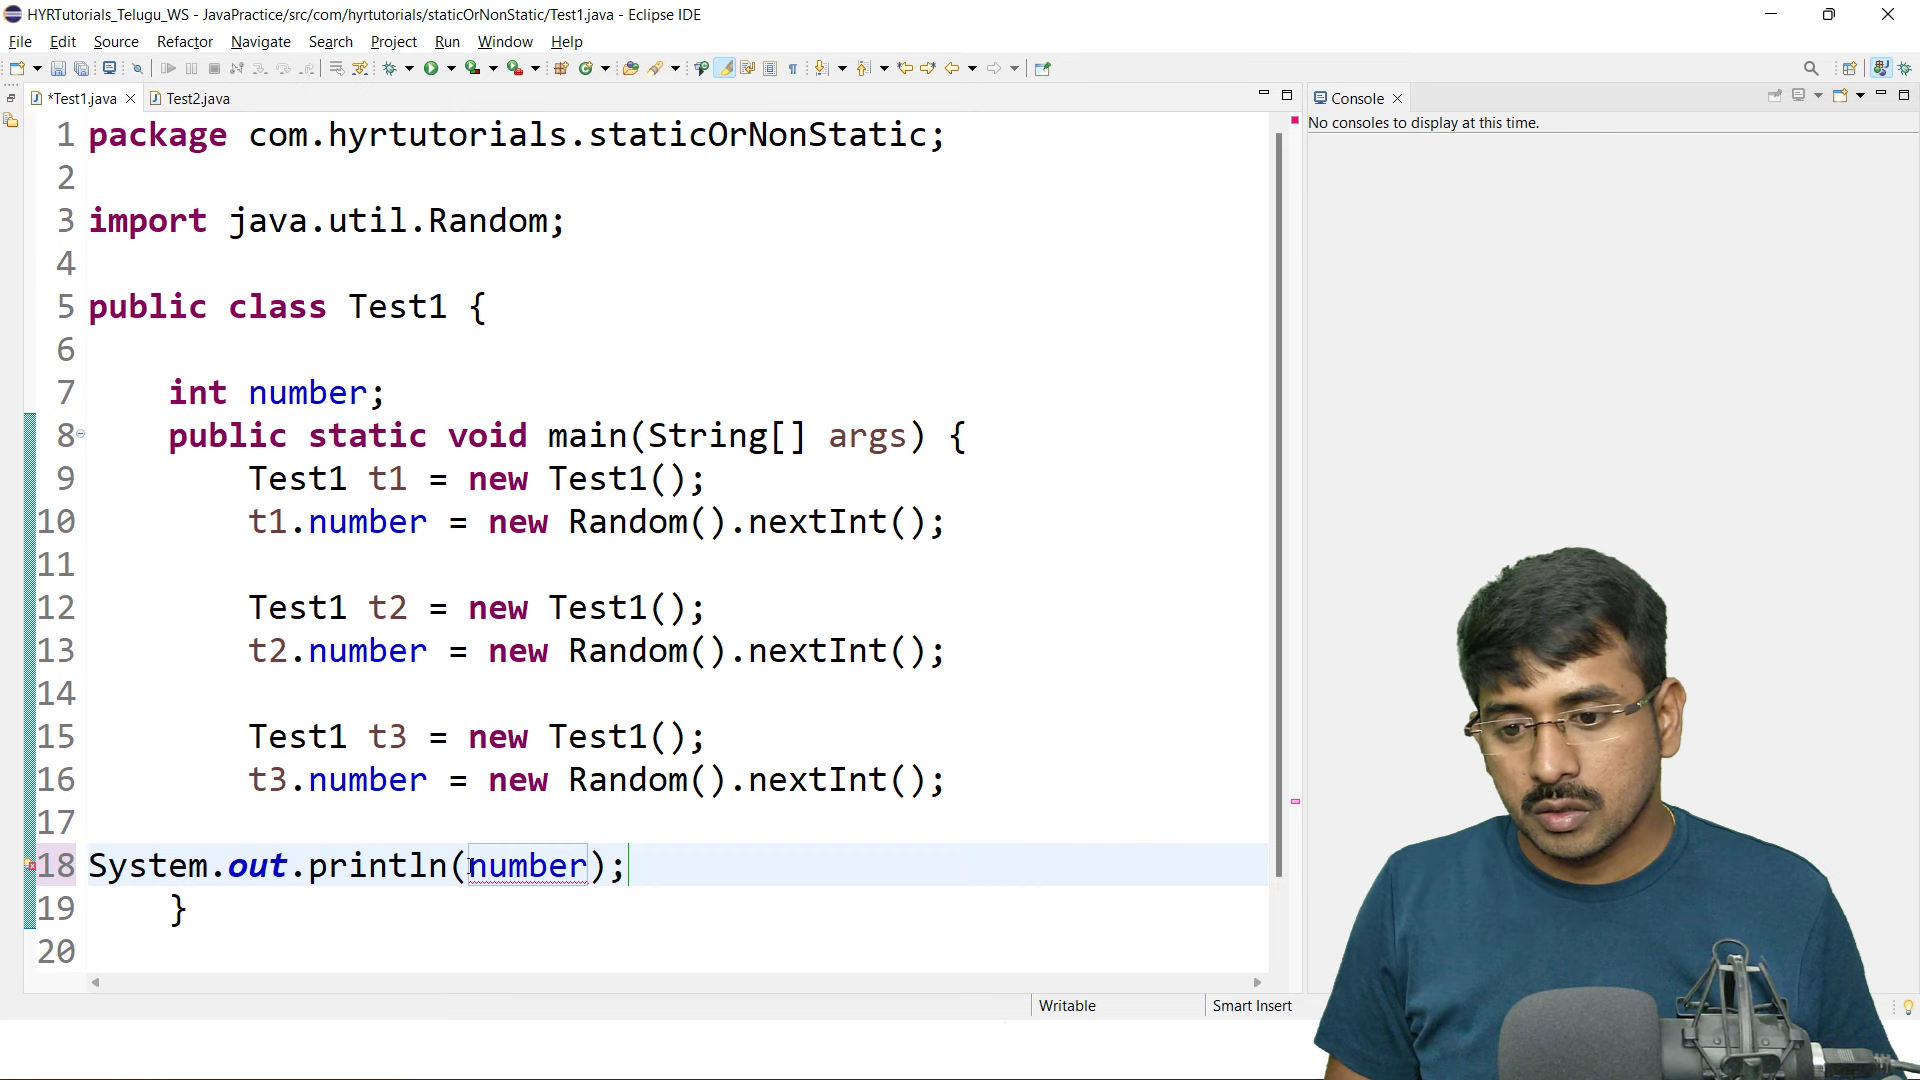 HYRTutorials_Telugu_WS - JavaPractice/src/com/hyrtutorials/staticOrNonStatic/Test1.java - Eclipse IDE
File Edit Source Refactor Navigate Search Project Run Window Help
*Test1.java Test2.java
Console
No consoles to display at this time.
1 package com.hyrtutorials.staticOrNonStatic;
2
3 import java.util.Random;
4
5 public class Test1 {
6
7 int number;
8 public static void main(String[] args) {
9 Test1 t1 = new Test1();
10 t1.number = new Random().nextInt();
11
12 Test1 t2 = new Test1();
13 t2.number = new Random().nextInt();
14
15 Test1 t3 = new Test1();
16 t3.number = new Random().nextInt();
17
18 System.out.println(number);
19 }
20
Writable Smart Insert